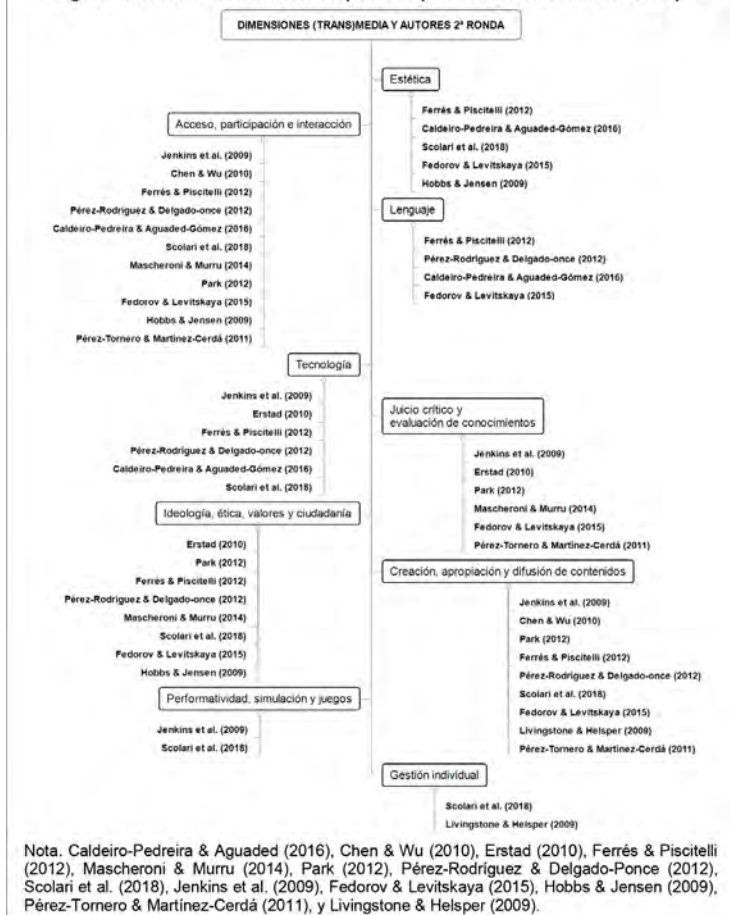 DIMENSIONES (TRANS)MEDIA Y AUTORES 2ª RONDA
Estética
Ferrés & Piscitelli (2012)
Caldeiro-Pedreira & Aguaded-Gómez (2016)
Scolari et al. (2018)
Fedorov & Levitskaya (2015)
Hobbs & Jensen (2009)
Acceso, participación e interacción
Jenkins et al. (2009)
Chen & Wu (2010)
Ferrés & Piscitelli (2012)
Pérez-Rodríguez & Delgado-once (2012)
Caldeiro-Pedreira & Aguaded-Gómez (2016)
Scolari et al. (2018)
Mascheroni & Murru (2014)
Park (2012)
Fedorov & Levitskaya (2015)
Hobbs & Jensen (2009)
Pérez-Tornero & Martínez-Cerdá (2011)
Lenguaje
Ferrés & Piscitelli (2012)
Pérez-Rodríguez & Delgado-once (2012)
Caldeiro-Pedreira & Aguaded-Gómez (2016)
Fedorov & Levitskaya (2015)
Tecnología
Jenkins et al. (2009)
Erstad (2010)
Ferrés & Piscitelli (2012)
Pérez-Rodríguez & Delgado-once (2012)
Caldeiro-Pedreira & Aguaded-Gómez (2016)
Scolari et al. (2018)
Juicio crítico y
evaluación de conocimientos
Jenkins et al. (2009)
Erstad (2010)
Park (2012)
Mascheroni & Murru (2014)
Fedorov & Levitskaya (2015)
Pérez-Tornero & Martínez-Cerdá (2011)
Ideología, ética, valores y ciudadanía
Erstad (2010)
Park (2012)
Ferrés & Piscitelli (2012)
Pérez-Rodríguez & Delgado-once (2012)
Mascheroni & Murru (2014)
Scolari et al. (2018)
Fedorov & Levitskaya (2015)
Hobbs & Jensen (2009)
Creación, apropiación y difusión de contenidos
Jenkins et al. (2009)
Chen & Wu (2010)
Park (2012)
Ferrés & Piscitelli (2012)
Pérez-Rodríguez & Delgado-once (2012)
Scolari et al. (2018)
Fedorov & Levitskaya (2015)
Livingstone & Helsper (2009)
Pérez-Tornero & Martínez-Cerdá (2011)
Performatividad, simulación y juegos
Jenkins et al. (2009)
Scolari et al. (2018)
Gestión individual
Scolari et al. (2018)
Livingstone & Helsper (2009)
Nota. Caldeiro-Pedreira & Aguaded (2016), Chen & Wu (2010), Erstad (2010), Ferrés & Piscitelli
(2012), Mascheroni & Murru (2014), Park (2012), Pérez-Rodríguez & Delgado-Ponce (2012),
Scolari et al. (2018), Jenkins et al. (2009), Fedorov & Levitskaya (2015), Hobbs & Jensen (2009),
Pérez-Tornero & Martínez-Cerdá (2011), y Livingstone & Helsper (2009).